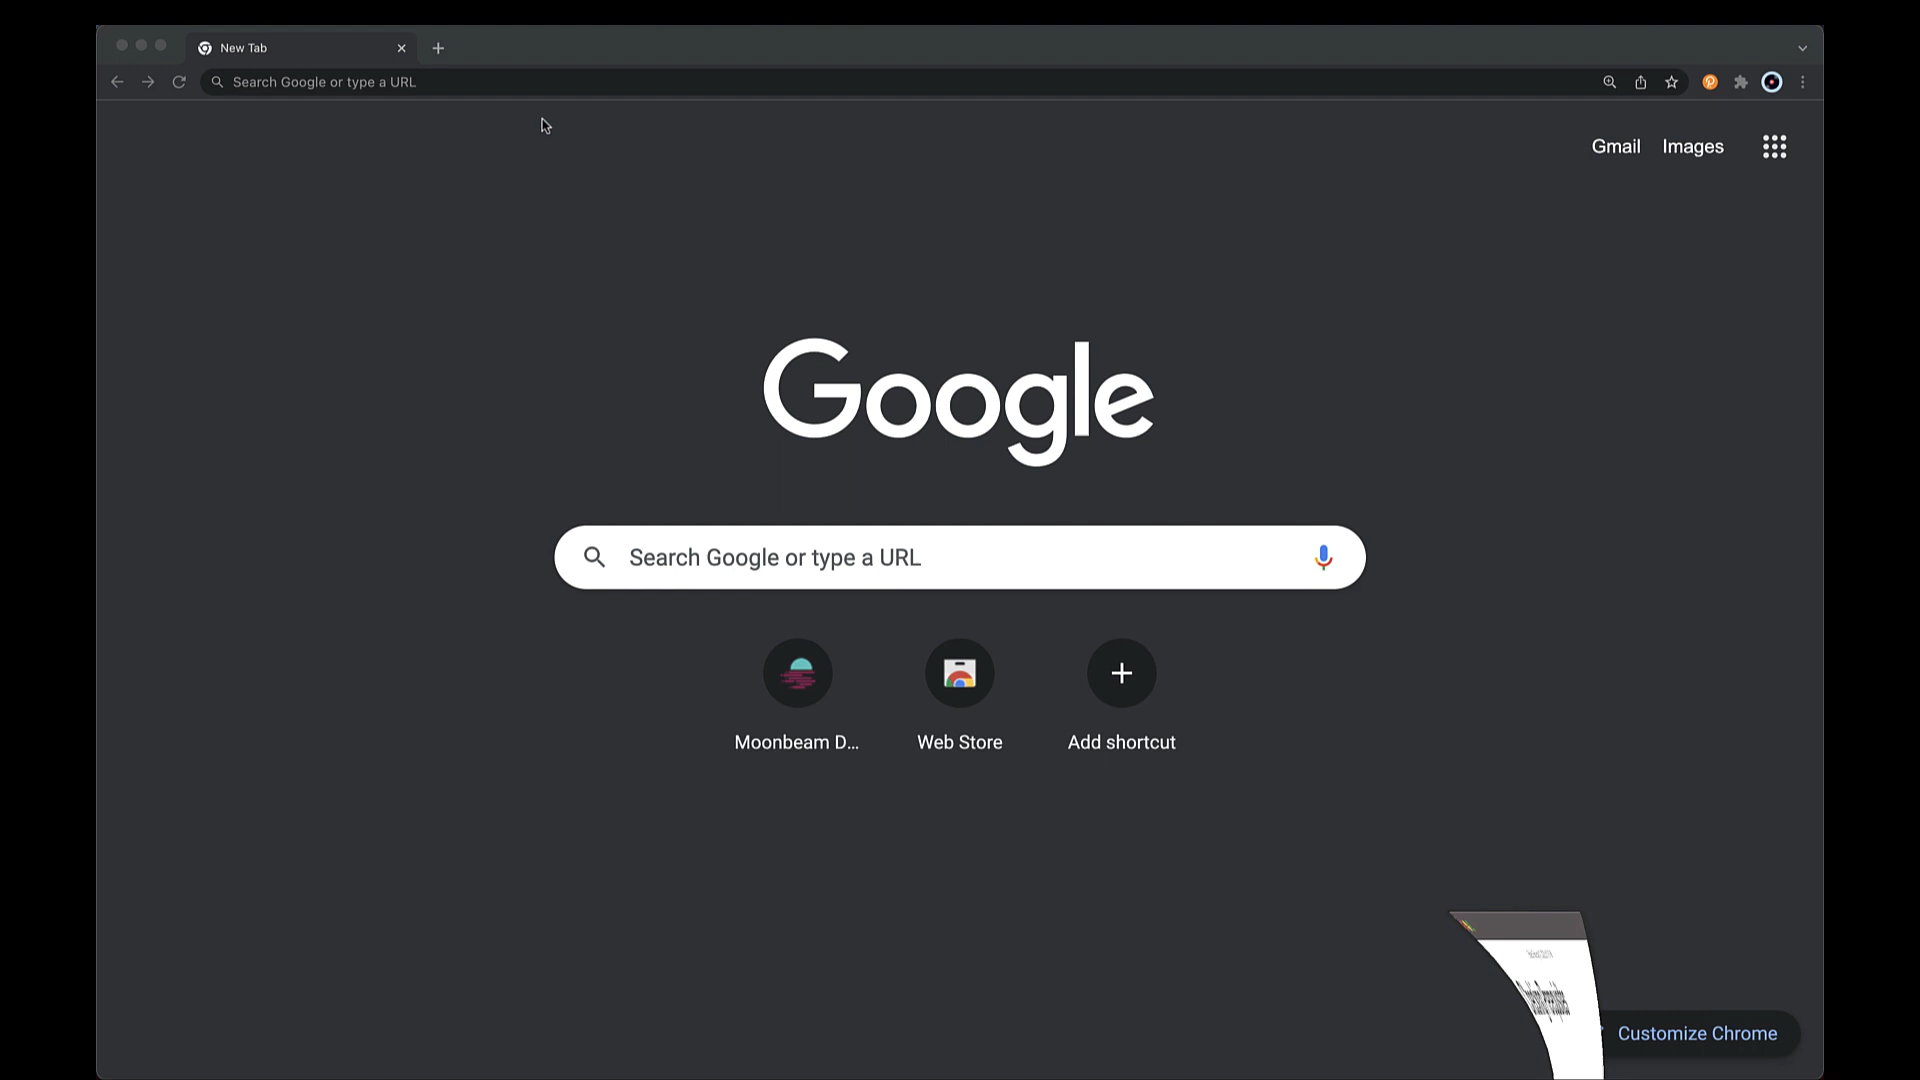 New Tab
Search Google or type a URL
Gmail Images
Google
Search Google or type a URL
Moonbeam D...
Web Store
Add shortcut
Customize Chrome